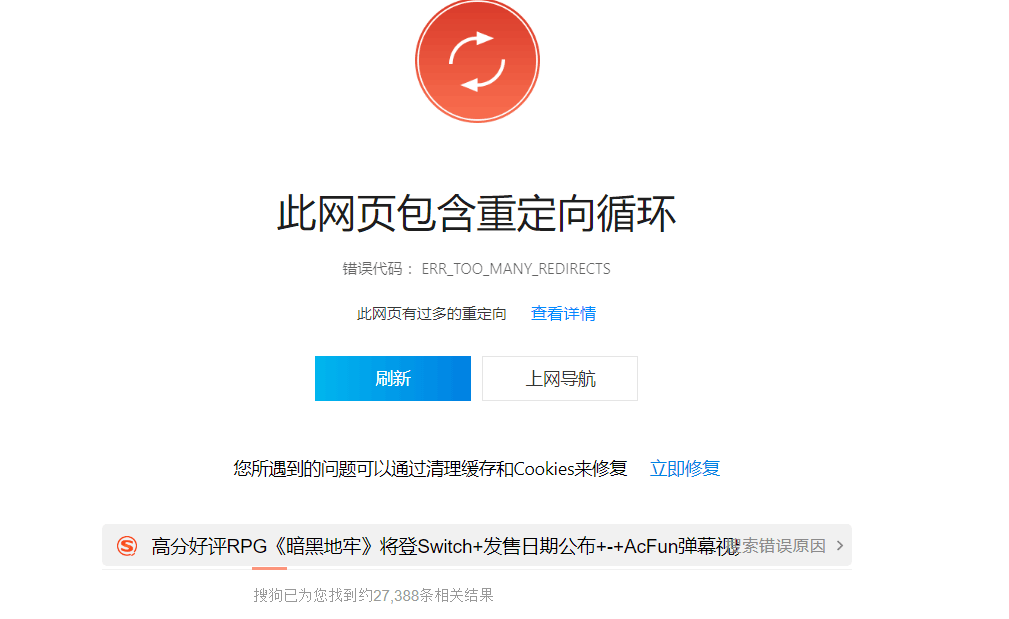 此网页包含重定向循环
错误代码： ERR_TOO_MANY_REDIRECTS
此网页有过多的重定向 查看详情
刷新 上网导航
您所遇到的问题可以通过清理缓存和Cookies来修复 立即修复
高分好评RPG《暗黑地牢》将登Switch+发售日期公布+-+AcFun弹幕视 搜索错误原因
搜狗已为您找到约27,388条相关结果